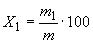 X₁ = m₁/m · 100